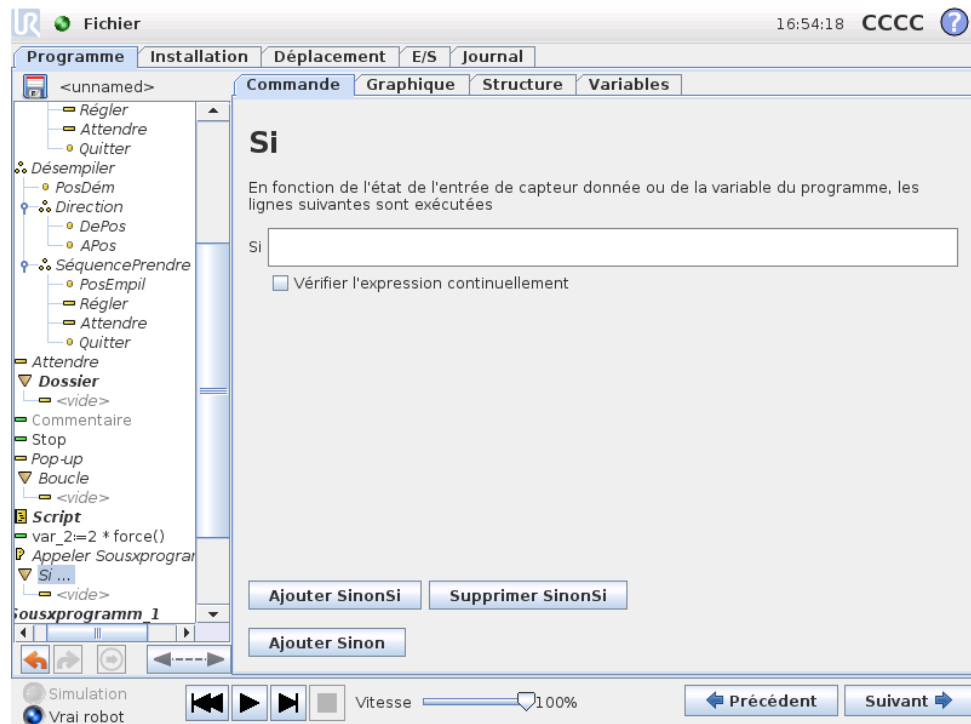 UR Fichier 16:54:18 CCCC ?
Programme Installation Déplacement E/S Journal
<unnamed>
Commande Graphique Structure Variables
Régler
Attendre
Quitter
Désempiler
PosDém
Direction
DePos
APos
SéquencePrendre
PosEmpil
Régler
Attendre
Quitter
Attendre
Dossier
<vide>
Commentaire
Stop
Pop-up
Boucle
<vide>
Script
var_2:=2 * force()
Appeler Sousxprogram
Si ...
<vide>
Sousxprogramm_1
Si
En fonction de l'état de l'entrée de capteur donnée ou de la variable du programme, les
lignes suivantes sont exécutées
Si
Vérifier l'expression continuellement
Ajouter SinonSi Supprimer SinonSi
Ajouter Sinon
Simulation
Vrai robot
Vitesse 100%
Précédent Suivant